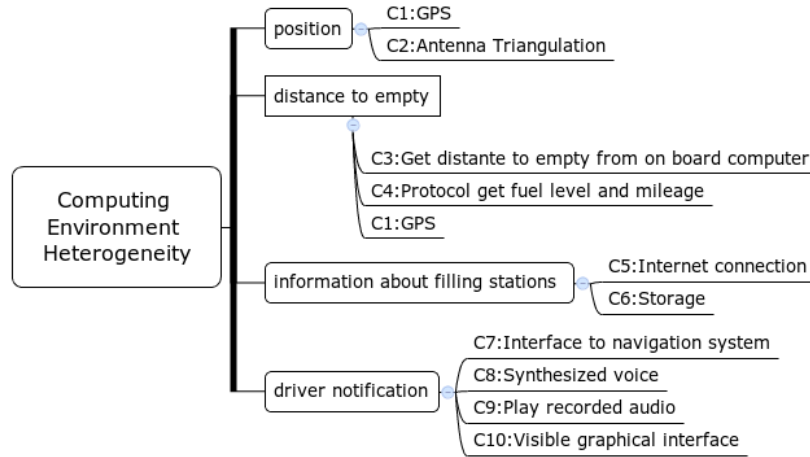 Computing
Environment
Heterogeneity
position
C1:GPS
C2:Antenna Triangulation
distance to empty
C3:Get distante to empty from on board computer
C4:Protocol get fuel level and mileage
C1:GPS
information about filling stations
C5:Internet connection
C6:Storage
driver notification
C7:Interface to navigation system
C8:Synthesized voice
C9:Play recorded audio
C10:Visible graphical interface